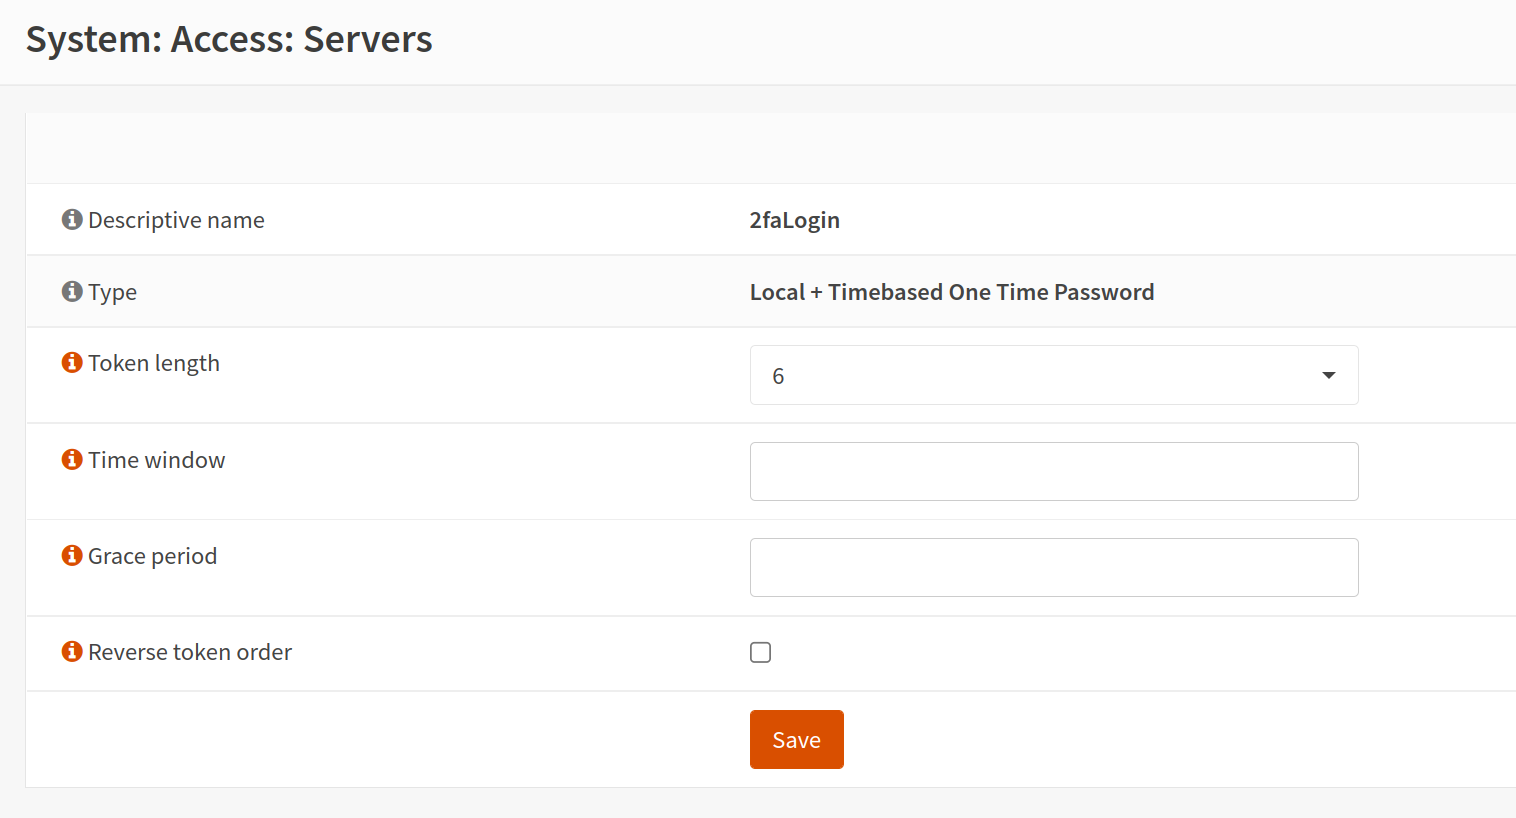 System: Access: Servers
Descriptive name 2faLogin
Type Local + Timebased One Time Password
Token length 6
Time window
Grace period
Reverse token order
Save